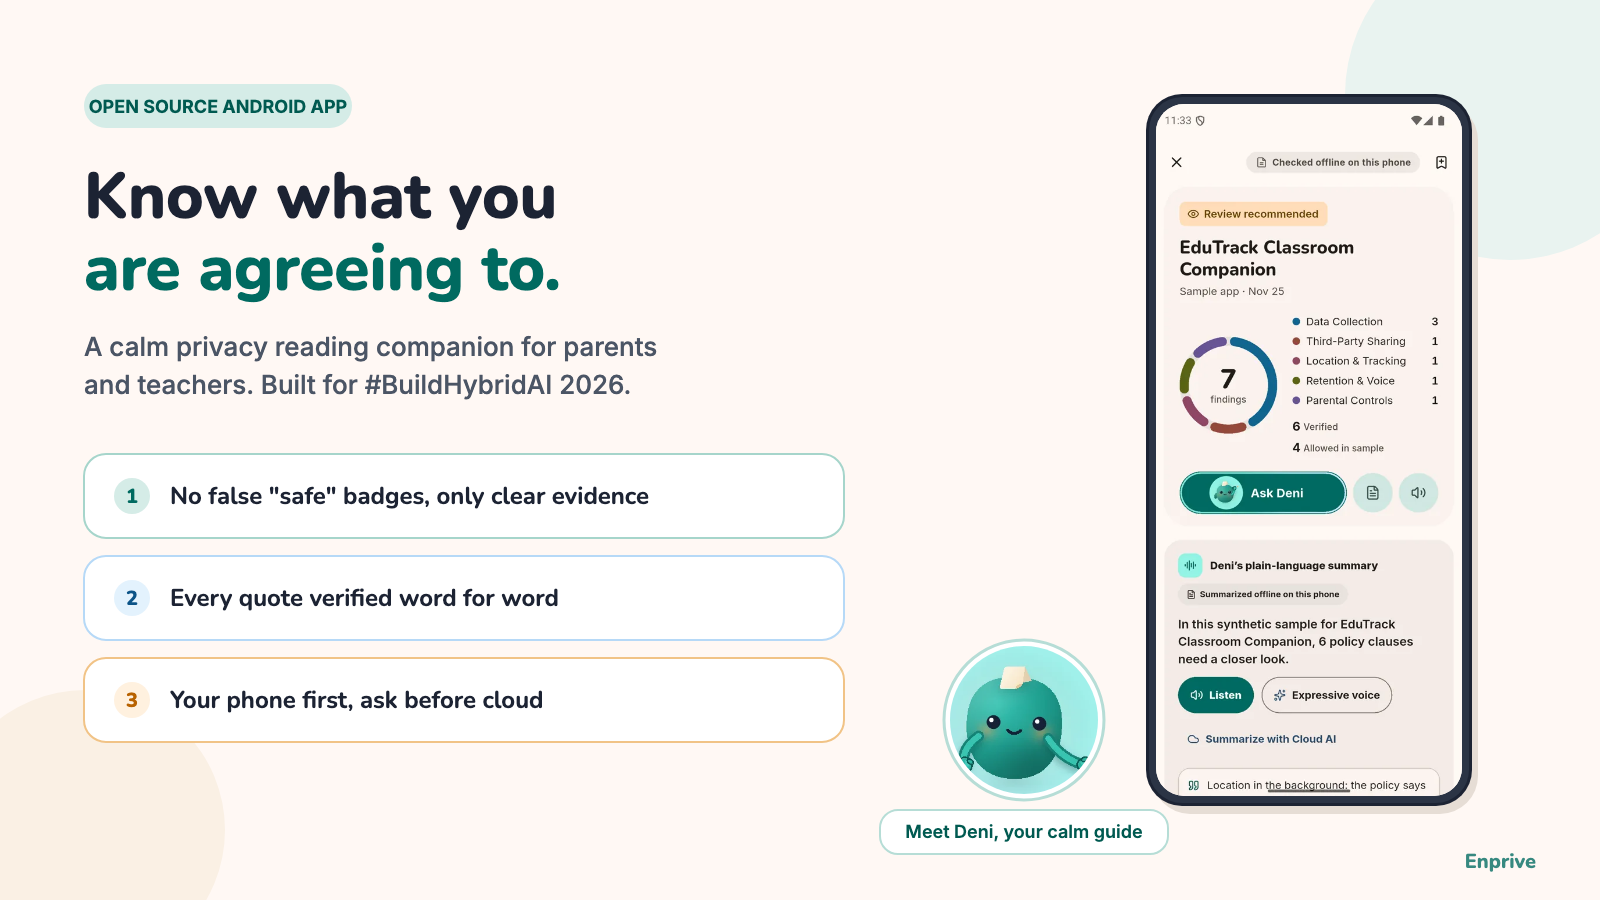 OPEN SOURCE ANDROID APP
Know what you
are agreeing to.
A calm privacy reading companion for parents
and teachers. Built for #BuildHybridAI 2026.
1 No false "safe" badges, only clear evidence
2 Every quote verified word for word
3 Your phone first, ask before cloud
Meet Deni, your calm guide
11:33
Checked offline on this phone
Review recommended
EduTrack Classroom
Companion
Sample app · Nov 25
7
findings
Data Collection 3
Third-Party Sharing 1
Location & Tracking 1
Retention & Voice 1
Parental Controls 1
6 Verified
4 Allowed in sample
Ask Deni
Deni's plain-language summary
Summarized offline on this phone
In this synthetic sample for EduTrack
Classroom Companion, 6 policy clauses
need a closer look.
Listen
Expressive voice
Summarize with Cloud AI
Location in the background: the policy says
Enprive